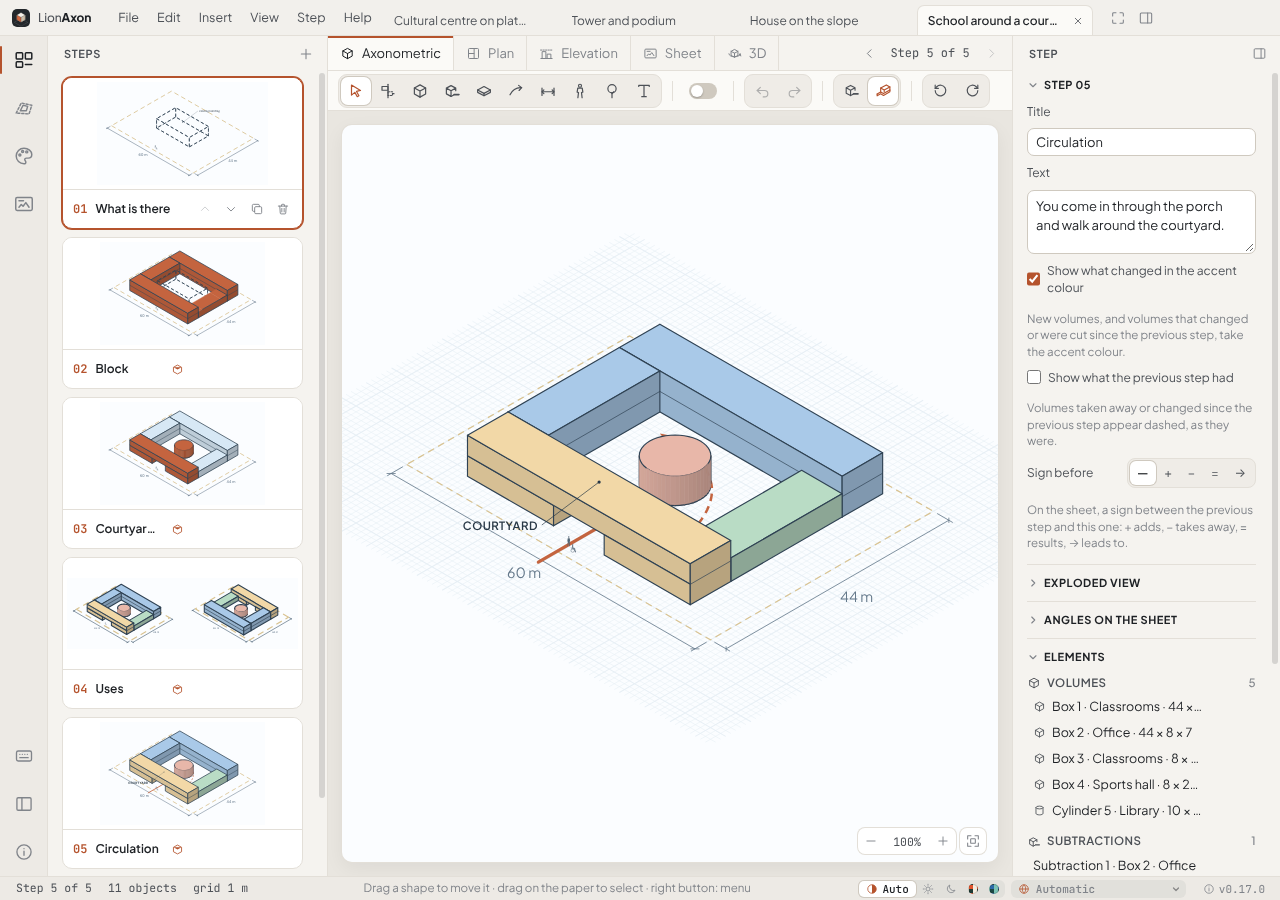 LionAxon File Edit Insert View Step Help Cultural centre on plat... Tower and podium House on the slope School around a cour...
STEPS
01 What is there
02 Block
03 Courtyar...
04 Uses
05 Circulation
Axonometric Plan Elevation Sheet 3D Step 5 of 5
COURTYARD
60 m
44 m
100%
STEP
STEP 05
Title
Circulation
Text
You come in through the porch
and walk around the courtyard.
Show what changed in the accent
colour
New volumes, and volumes that changed
or were cut since the previous step, take
the accent colour.
Show what the previous step had
Volumes taken away or changed since the
previous step appear dashed, as they
were.
Sign before — + − = →
On the sheet, a sign between the previous
step and this one: + adds, − takes away, =
results, → leads to.
EXPLODED VIEW
ANGLES ON THE SHEET
ELEMENTS
VOLUMES 5
Box 1 · Classrooms · 44 ×...
Box 2 · Office · 44 × 8 × 7
Box 3 · Classrooms · 8 × ...
Box 4 · Sports hall · 8 × 2...
Cylinder 5 · Library · 10 × ...
SUBTRACTIONS 1
Subtraction 1 · Box 2 · Office
Step 5 of 5 11 objects grid 1 m Drag a shape to move it · drag on the paper to select · right button: menu Auto Automatic v0.17.0